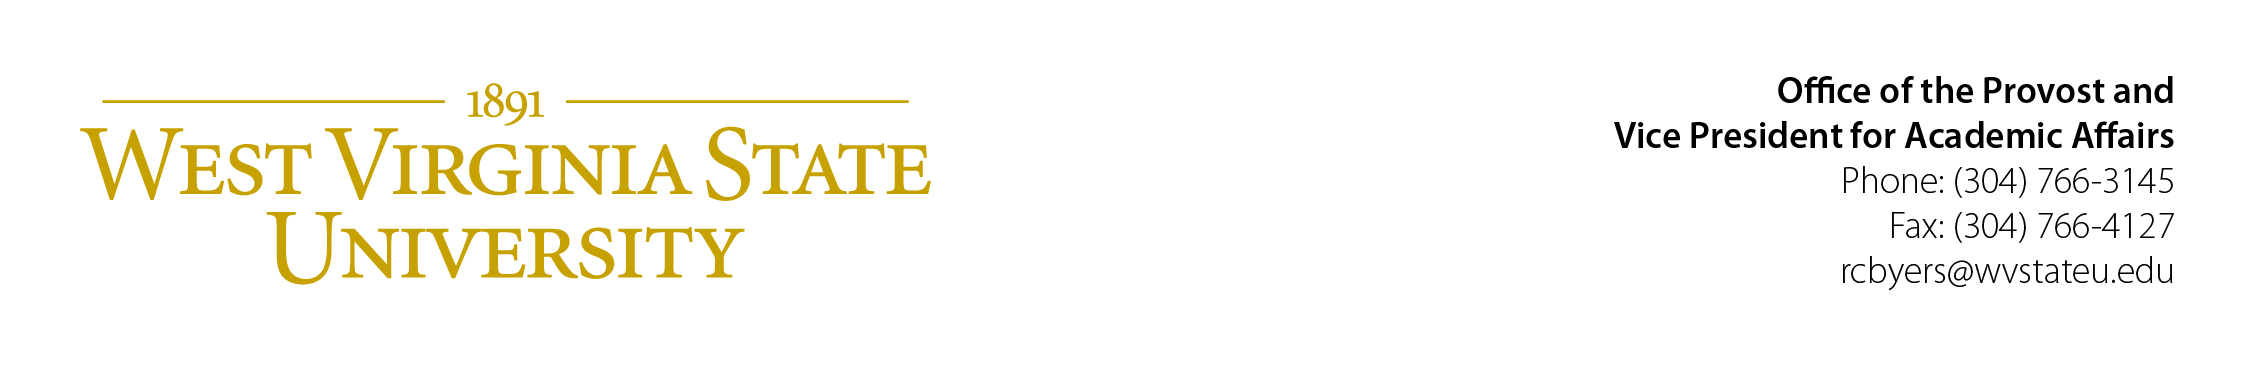 1891
West Virginia State
University
Office of the Provost and
Vice President for Academic Affairs
Phone: (304) 766-3145
Fax: (304) 766-4127
rcbyers@wvstateu.edu